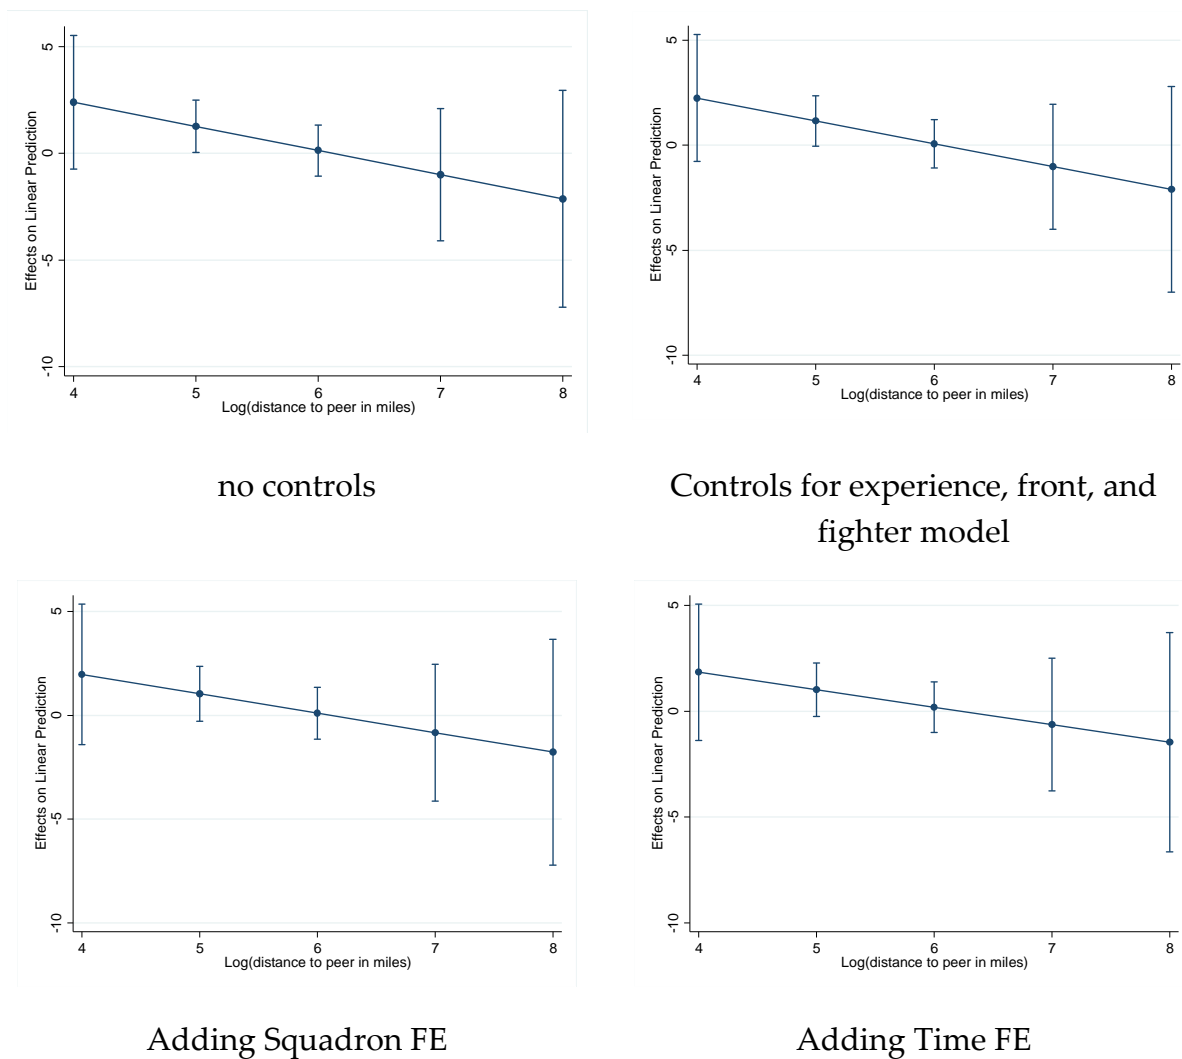 5
0
-5
-10
Effects on Linear Prediction
4 5 6 7 8
Log(distance to peer in miles)
no controls
5
0
-5
-10
Effects on Linear Prediction
4 5 6 7 8
Log(distance to peer in miles)
Controls for experience, front, and
fighter model
5
0
-5
-10
Effects on Linear Prediction
4 5 6 7 8
Log(distance to peer in miles)
Adding Squadron FE
5
0
-5
-10
Effects on Linear Prediction
4 5 6 7 8
Log(distance to peer in miles)
Adding Time FE